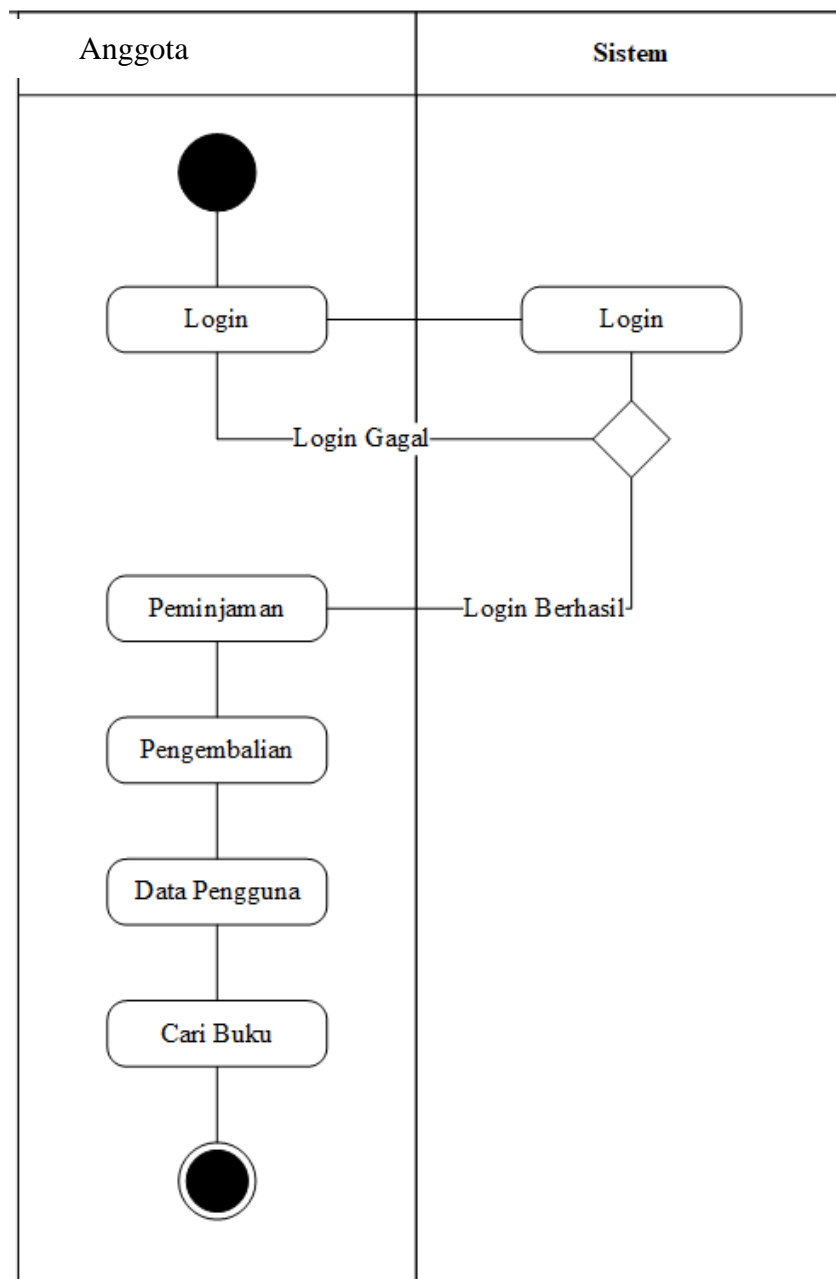 Anggota
Sistem
Login
Login
Login Gagal
Peminjaman
Login Berhasil
Pengembalian
Data Pengguna
Cari Buku